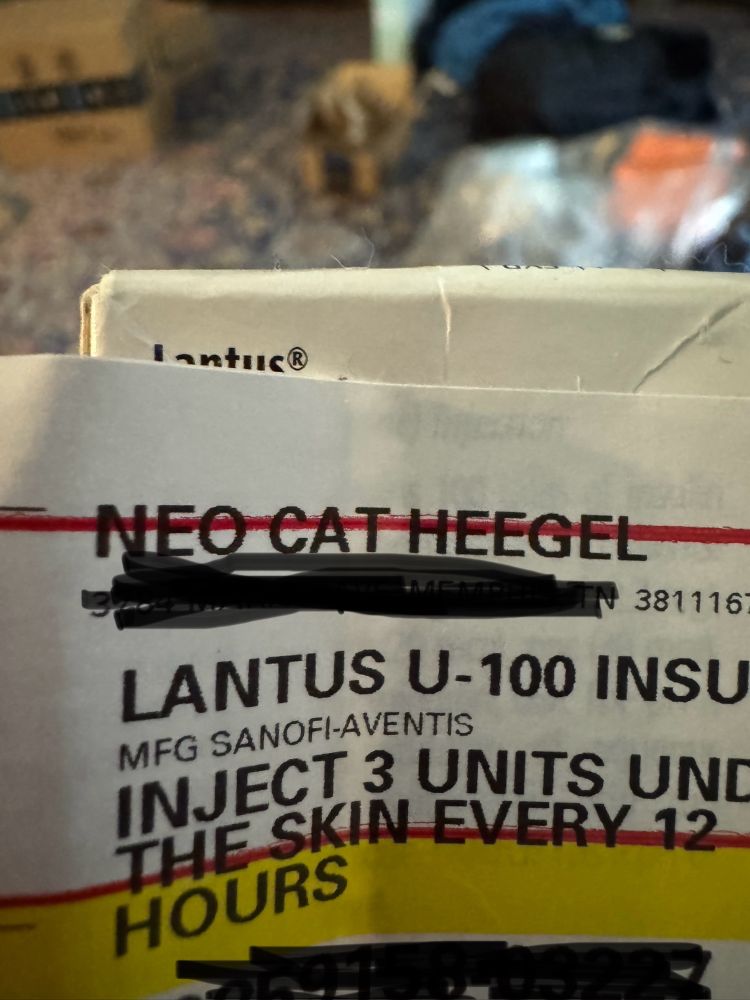 Lantus®
NEO CAT HEEGEL
TN
LANTUS U-100 INSU
MFG SANOFI-AVENTIS
INJECT 3 UNITS UND
THE SKIN EVERY 12
HOURS